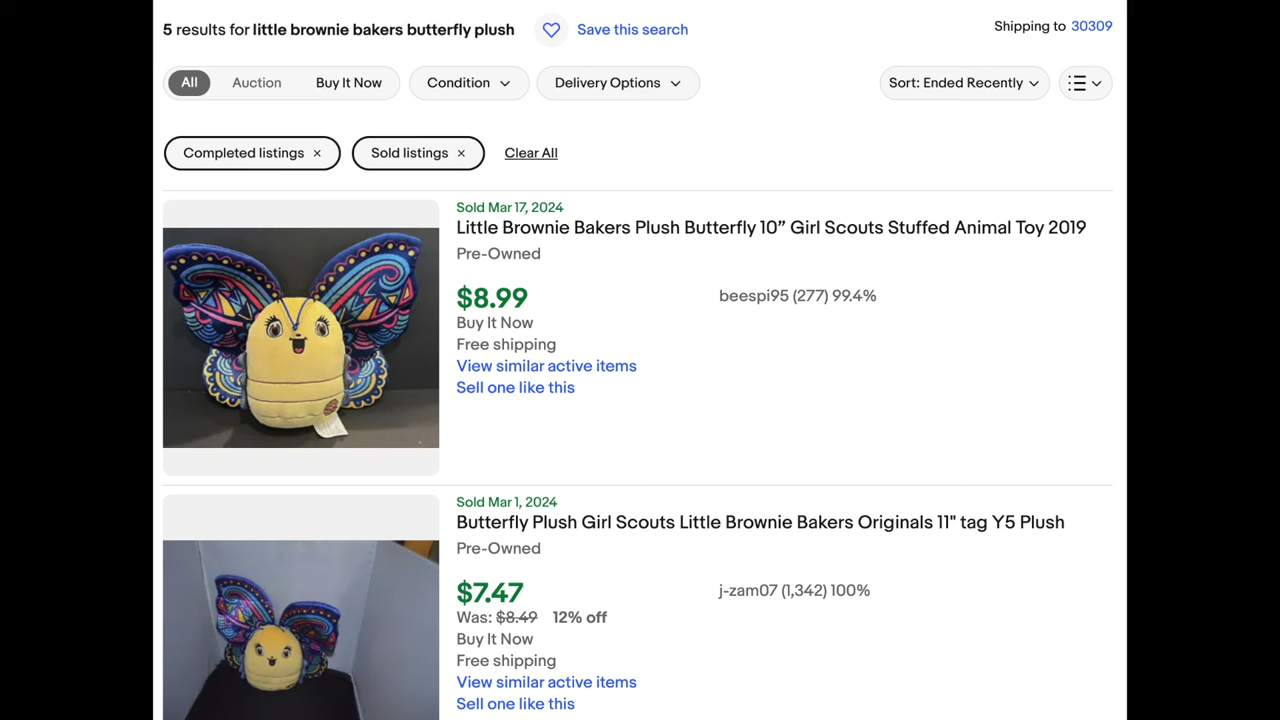 5 results for little brownie bakers butterfly plush
Save this search
Shipping to 30309
All
Auction
Buy It Now
Condition
Delivery Options
Sort: Ended Recently
Completed listings ×
Sold listings ×
Clear All
Sold Mar 17, 2024
Little Brownie Bakers Plush Butterfly 10” Girl Scouts Stuffed Animal Toy 2019
Pre-Owned
$8.99
beespi95 (277) 99.4%
Buy It Now
Free shipping
View similar active items
Sell one like this
Sold Mar 1, 2024
Butterfly Plush Girl Scouts Little Brownie Bakers Originals 11" tag Y5 Plush
Pre-Owned
$7.47
j-zam07 (1,342) 100%
Was: $8.49 12% off
Buy It Now
Free shipping
View similar active items
Sell one like this